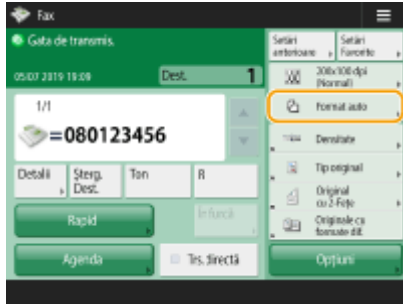 Fax
Gata de transmis.
Setări anterioare
Setări Favorite
05/07 2019 19:09
Dest. 1
200x100 dpi (Normal)
1/1
Format auto
=080123456
Densitate
Detalii
Şterg. Dest.
Ton
R
Tip original
Original cu 2-Feţe
Rapid
În funcţ.
Originale cu formate dif.
Agenda
Trs. directă
Opţiuni